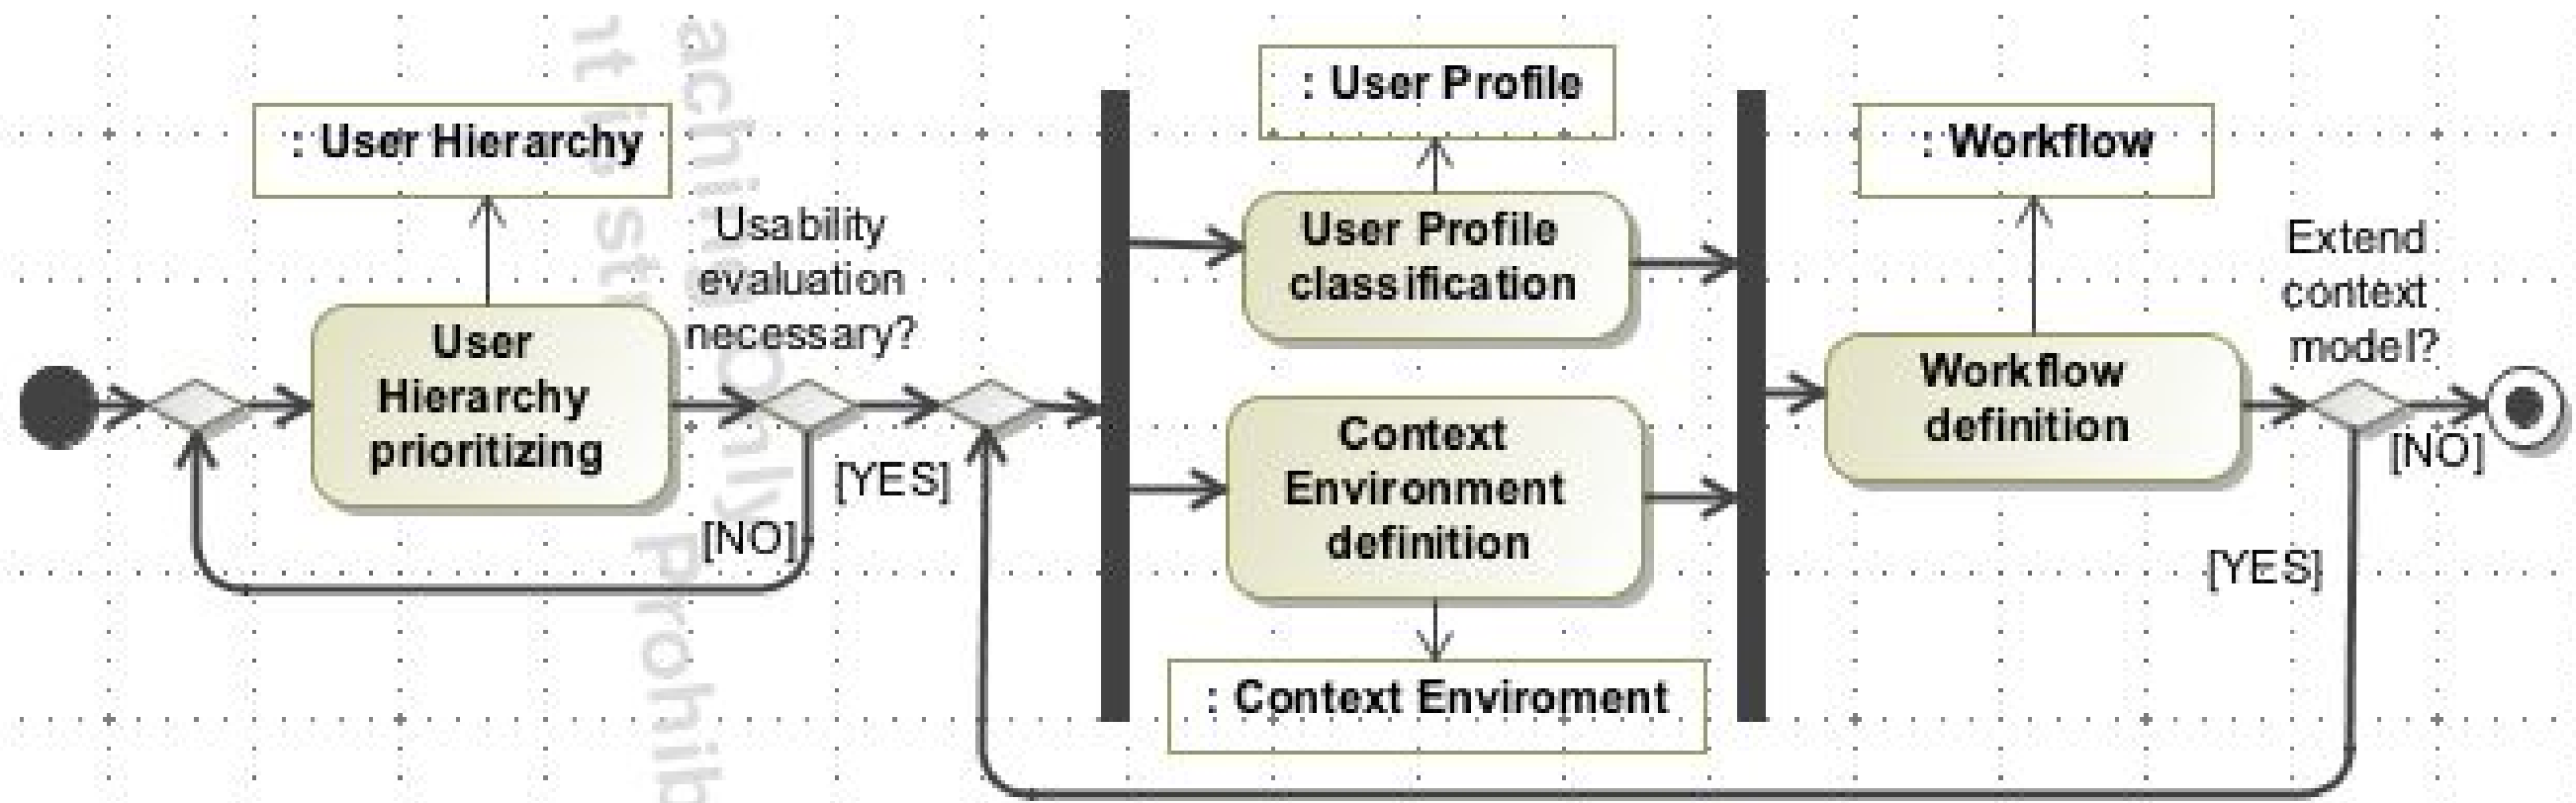 : User Hierarchy
User
Hierarchy
prioritizing
Usability
evaluation
necessary?
[NO]
[YES]
: User Profile
User Profile
classification
Context
Environment
definition
: Context Enviroment
: Workflow
Workflow
definition
Extend
context
model?
[NO]
[YES]